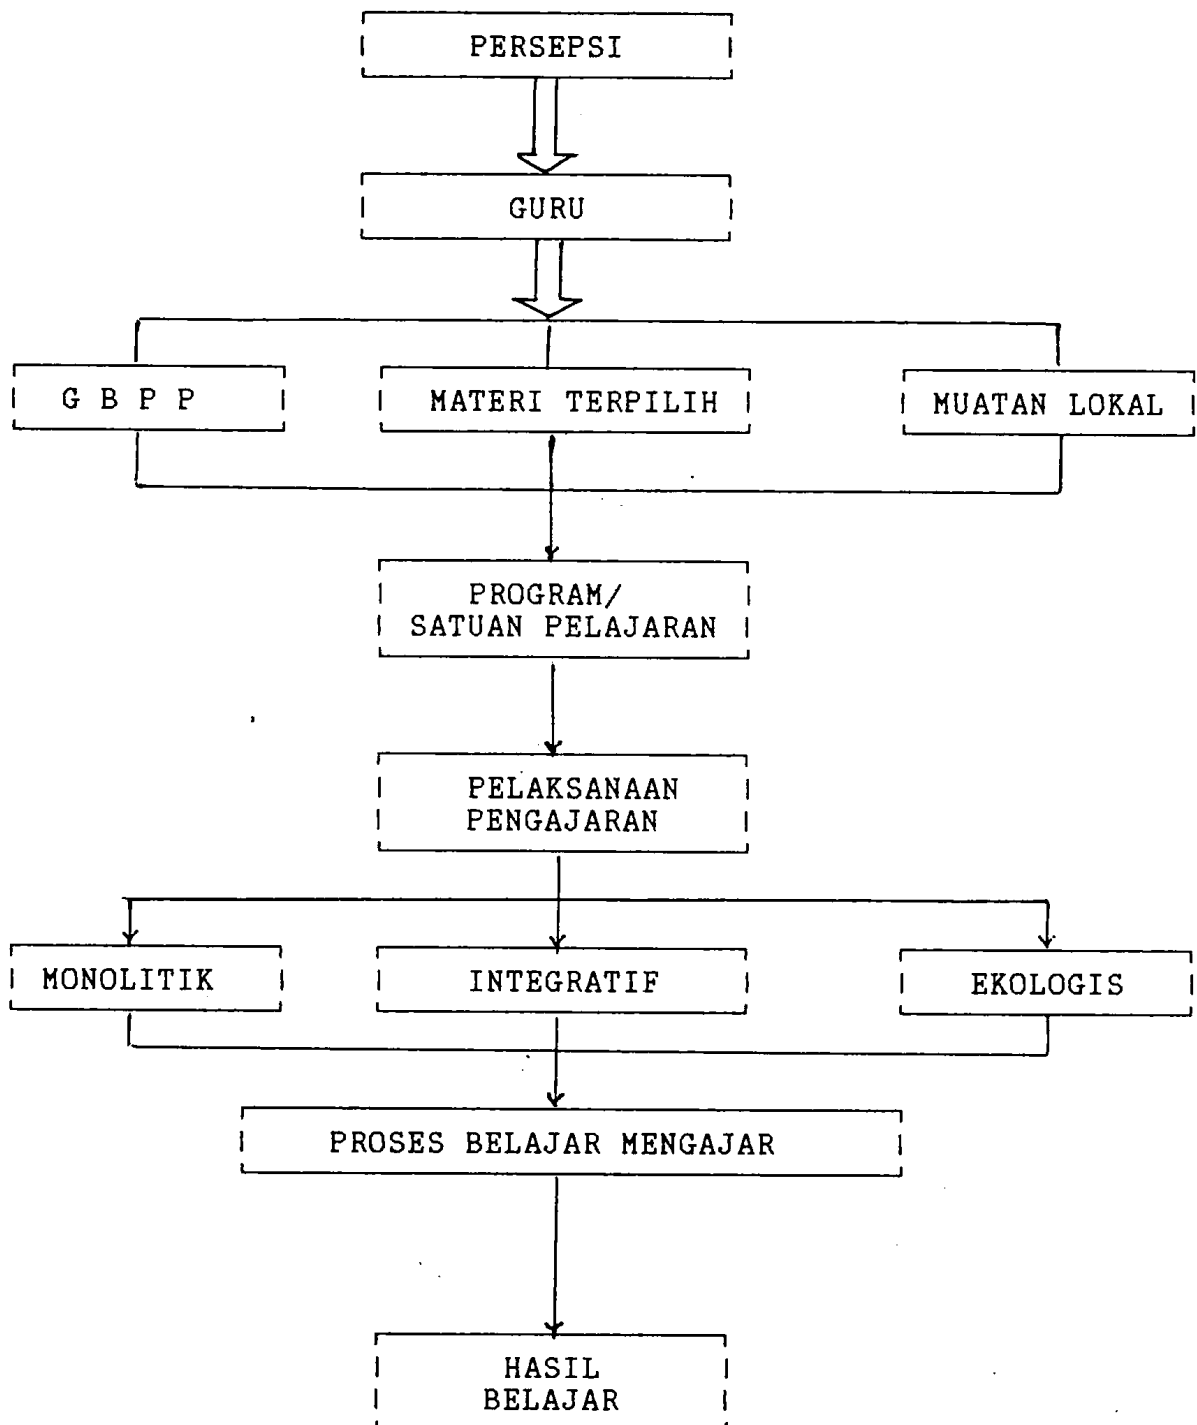 PERSEPSI
GURU
G B P P
MATERI TERPILIH
MUATAN LOKAL
PROGRAM/
SATUAN PELAJARAN
PELAKSANAAN
PENGAJARAN
MONOLITIK
INTEGRATIF
EKOLOGIS
PROSES BELAJAR MENGAJAR
HASIL
BELAJAR